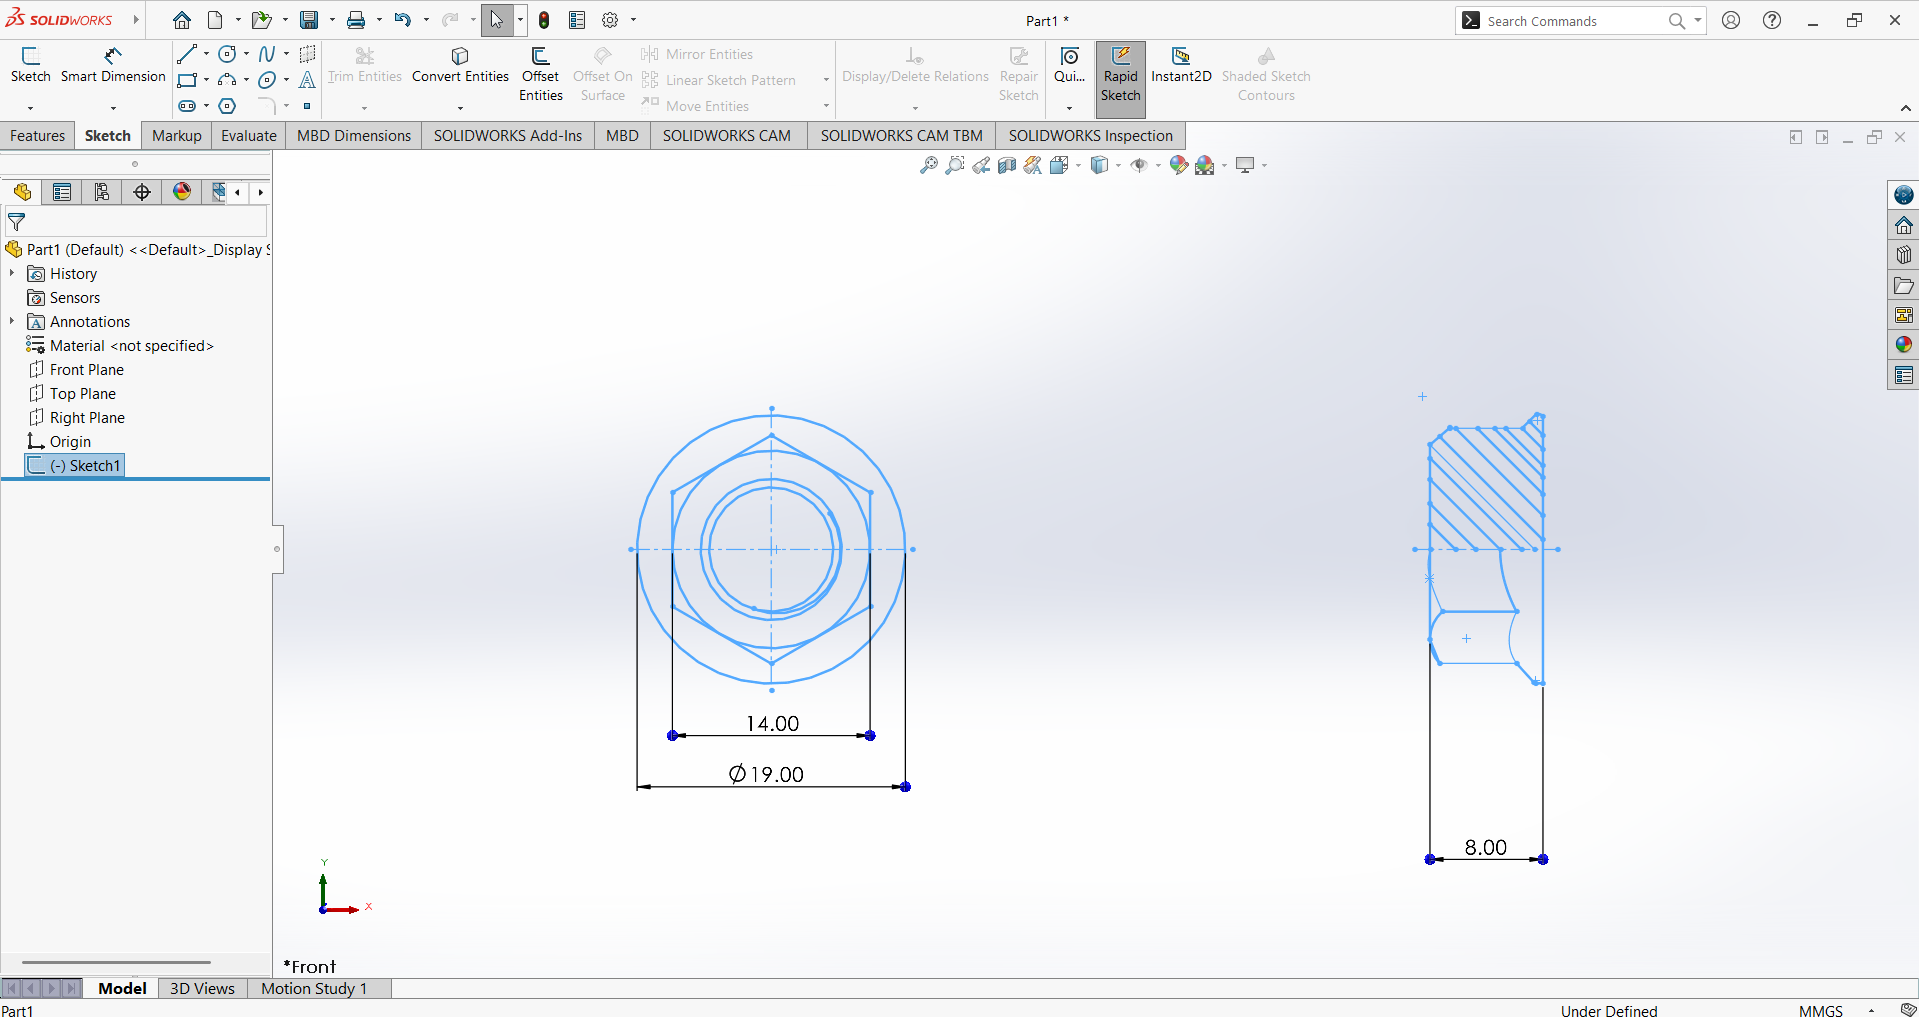 SOLIDWORKS
Part1 *
Search Commands
Sketch
Smart Dimension
Trim Entities
Convert Entities
Offset Entities
Offset On Surface
Mirror Entities
Linear Sketch Pattern
Move Entities
Display/Delete Relations
Repair Sketch
Qui...
Rapid Sketch
Instant2D
Shaded Sketch Contours
Features
Sketch
Markup
Evaluate
MBD Dimensions
SOLIDWORKS Add-Ins
MBD
SOLIDWORKS CAM
SOLIDWORKS CAM TBM
SOLIDWORKS Inspection
Part1 (Default) <<Default>_Display S
History
Sensors
Annotations
Material <not specified>
Front Plane
Top Plane
Right Plane
Origin
(-) Sketch1
14.00
Ø19.00
8.00
Y
X
*Front
Model
3D Views
Motion Study 1
Part1
Under Defined
MMGS